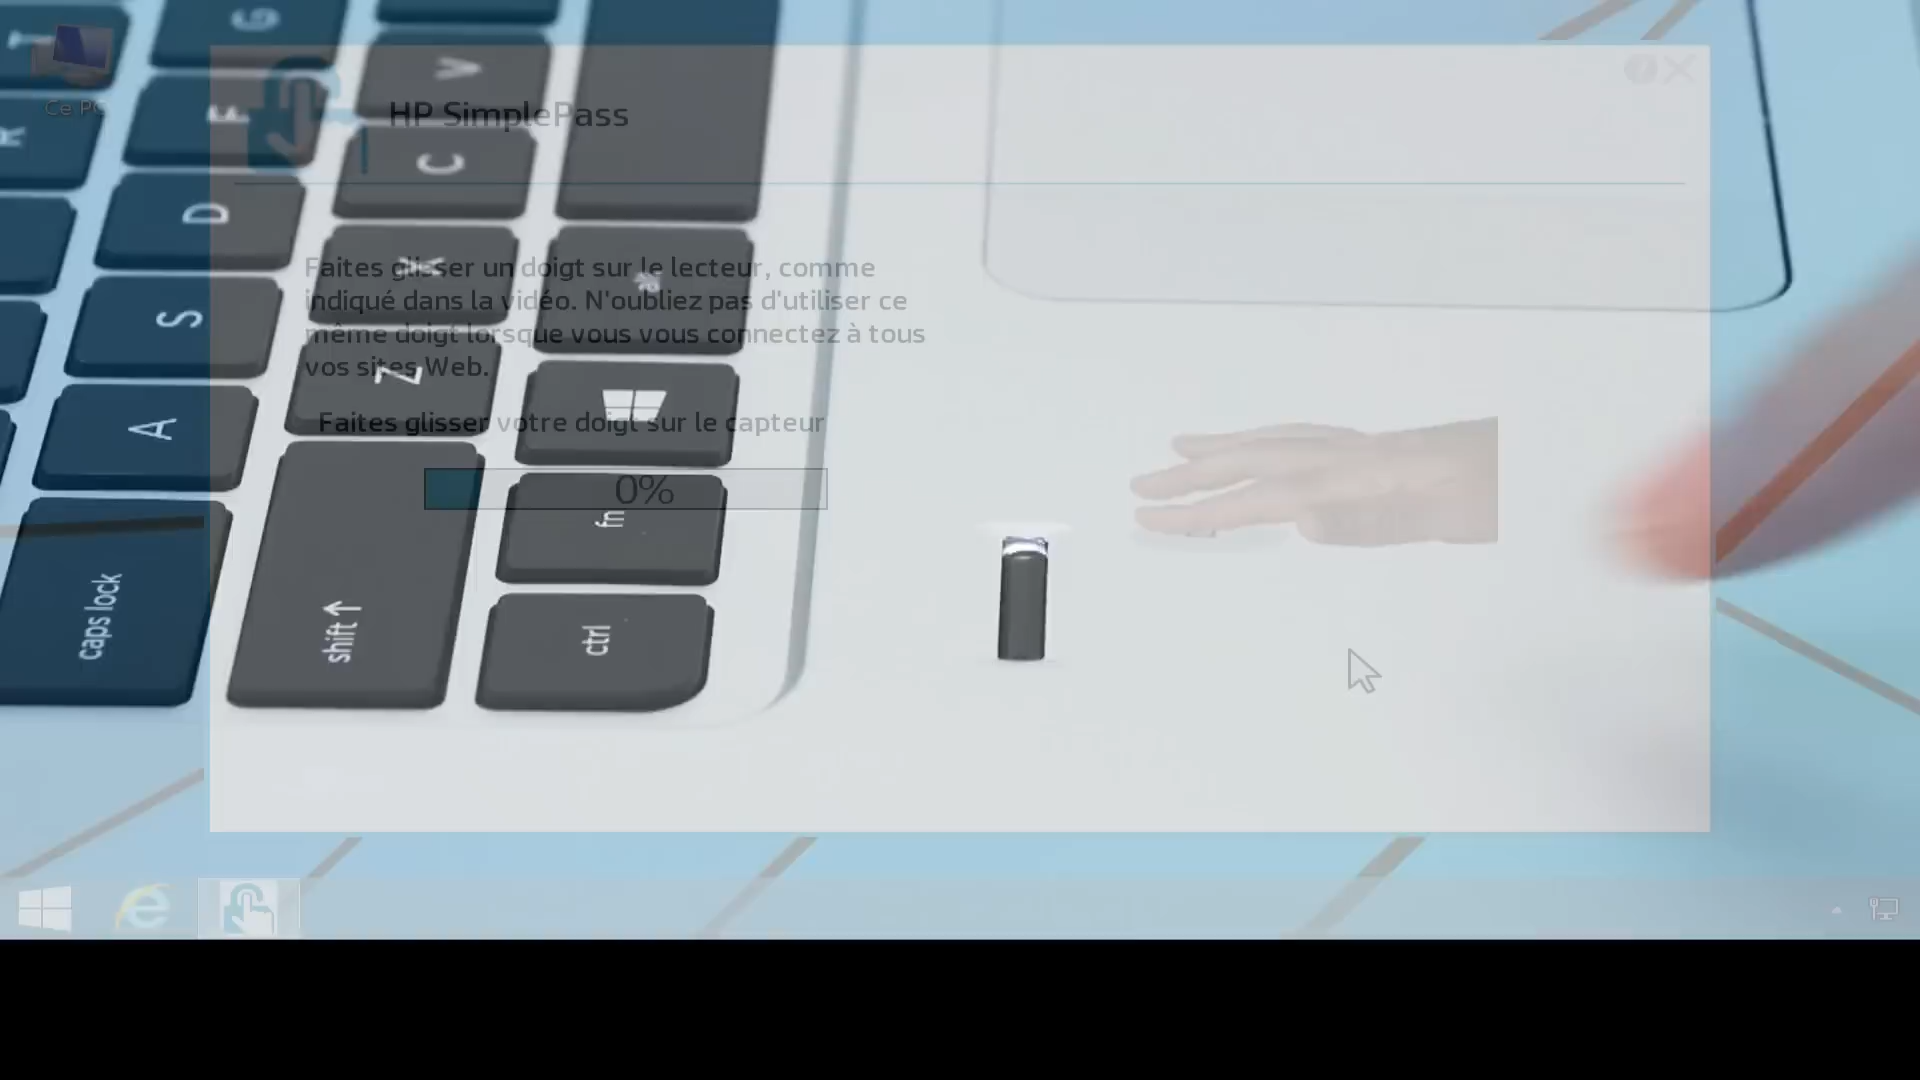 Ce PC
HP SimplePass
Faites glisser un doigt sur le lecteur, comme
indiqué dans la vidéo. N'oubliez pas d'utiliser ce
même doigt lorsque vous vous connectez à tous
vos sites Web.
Faites glisser votre doigt sur le capteur
0%
G
F
D
S
A
caps lock
V
C
X
Z
shift
alt
fn
ctrl